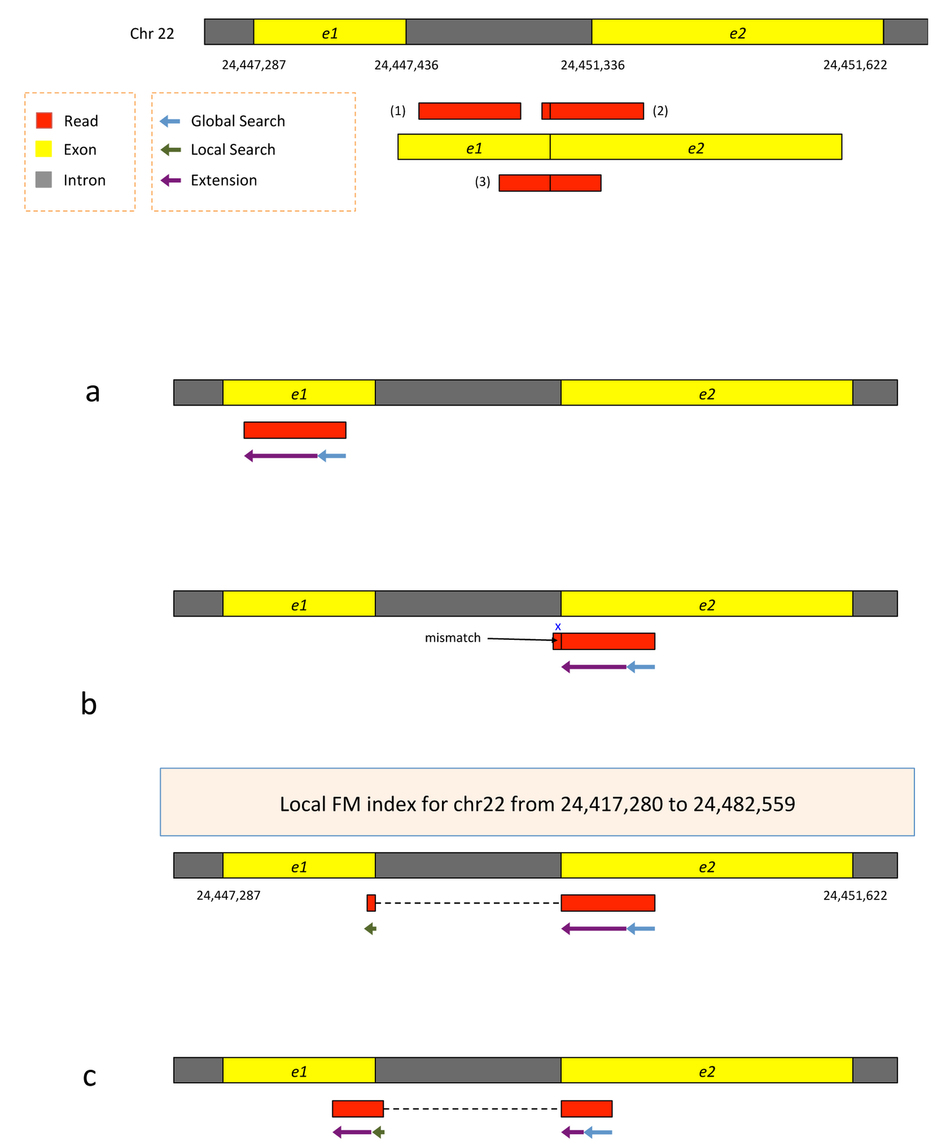 Chr 22
e1 e2
24,447,287 24,447,436 24,451,336 24,451,622
Read
Exon
Intron
Global Search
Local Search
Extension
(1) (2)
e1 e2
(3)
a
e1 e2
e1 e2
x
mismatch
b
Local FM index for chr22 from 24,417,280 to 24,482,559
e1 e2
24,447,287 24,451,622
c
e1 e2